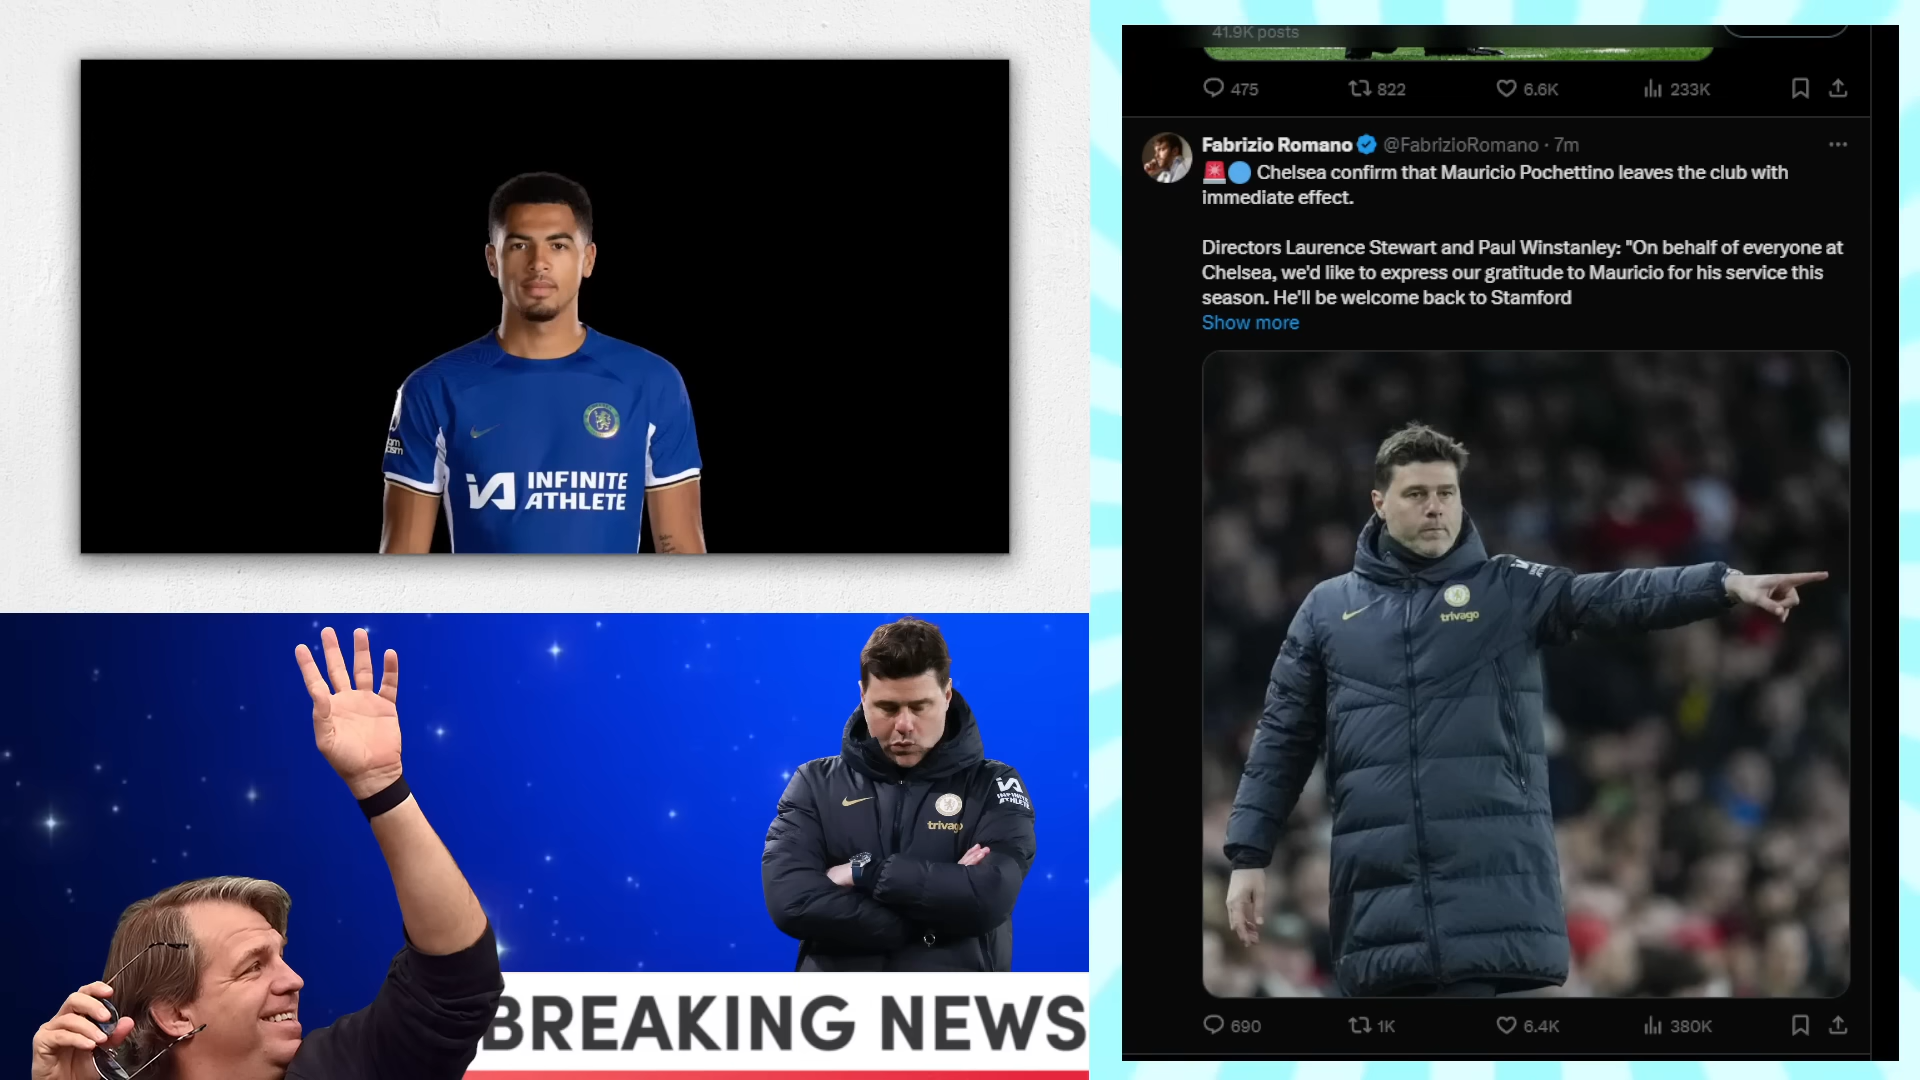 INFINITE
ATHLETE
41.9K posts
475 822 6.6K 233K
Fabrizio Romano @FabrizioRomano · 7m
🚨🔵 Chelsea confirm that Mauricio Pochettino leaves the club with
immediate effect.
Directors Laurence Stewart and Paul Winstanley: "On behalf of everyone at
Chelsea, we'd like to express our gratitude to Mauricio for his service this
season. He'll be welcome back to Stamford
Show more
trivago
690 1K 6.4K 380K
INFINITE
ATHLETE
trivago
BREAKING NEWS